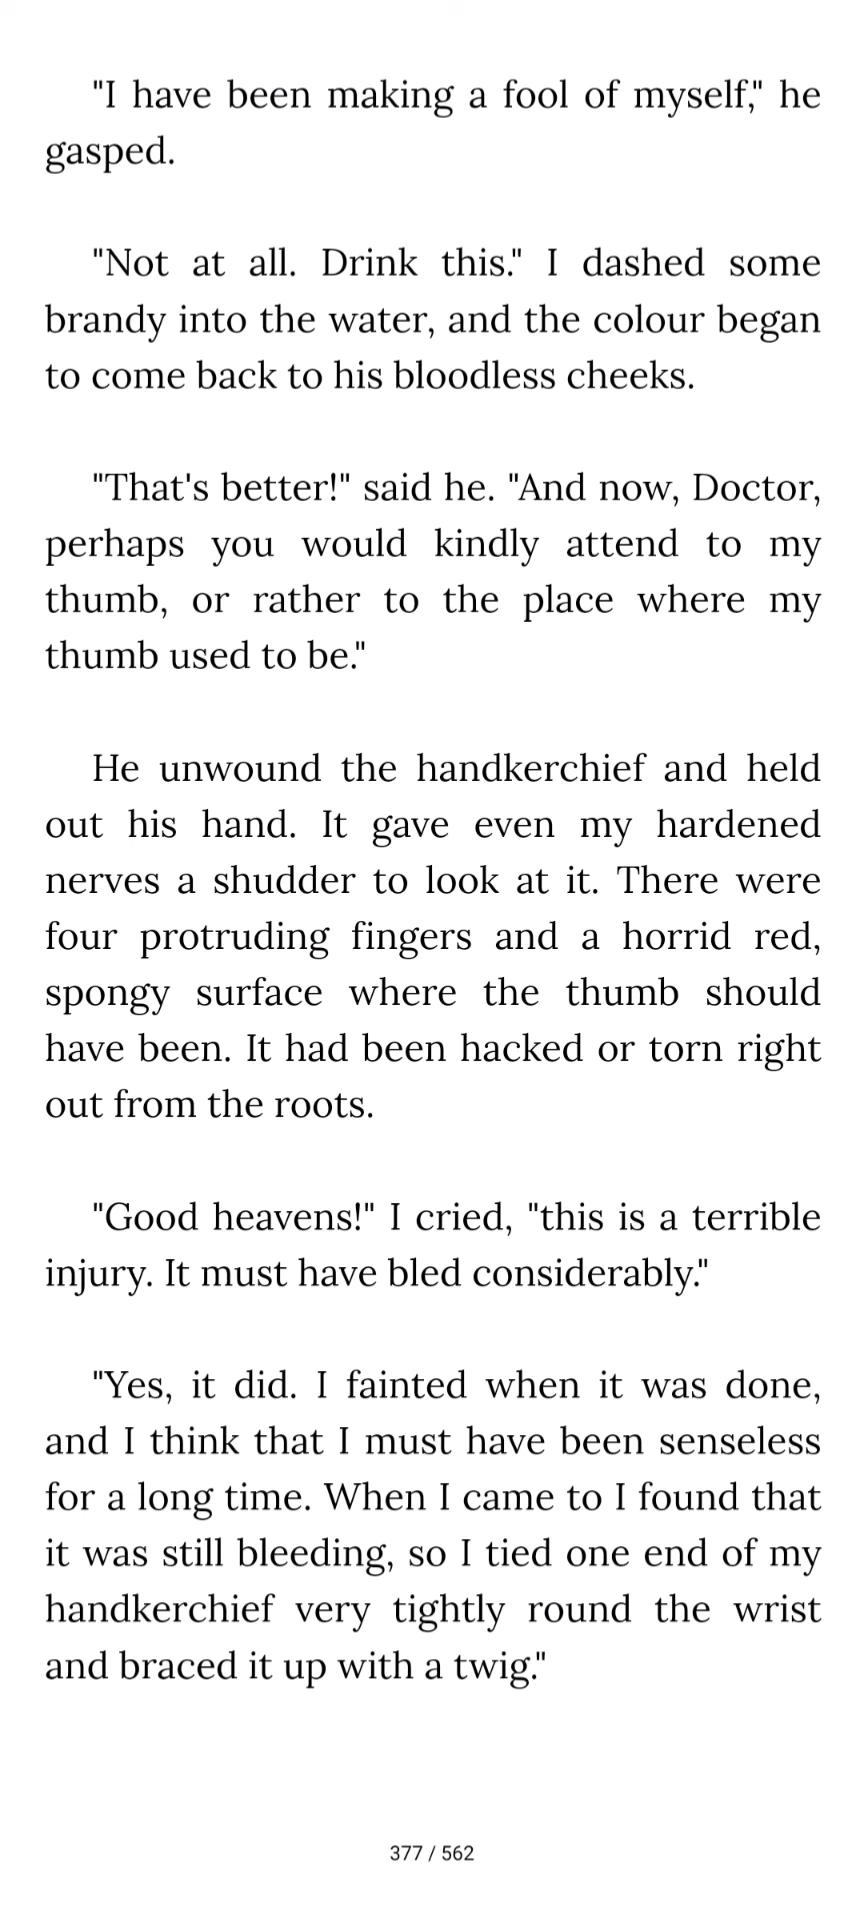 "I have been making a fool of myself," he
gasped.
"Not at all. Drink this." I dashed some
brandy into the water, and the colour began
to come back to his bloodless cheeks.
"That's better!" said he. "And now, Doctor,
perhaps you would kindly attend to my
thumb, or rather to the place where my
thumb used to be."
He unwound the handkerchief and held
out his hand. It gave even my hardened
nerves a shudder to look at it. There were
four protruding fingers and a horrid red,
spongy surface where the thumb should
have been. It had been hacked or torn right
out from the roots.
"Good heavens!" I cried, "this is a terrible
injury. It must have bled considerably."
"Yes, it did. I fainted when it was done,
and I think that I must have been senseless
for a long time. When I came to I found that
it was still bleeding, so I tied one end of my
handkerchief very tightly round the wrist
and braced it up with a twig."
377 / 562